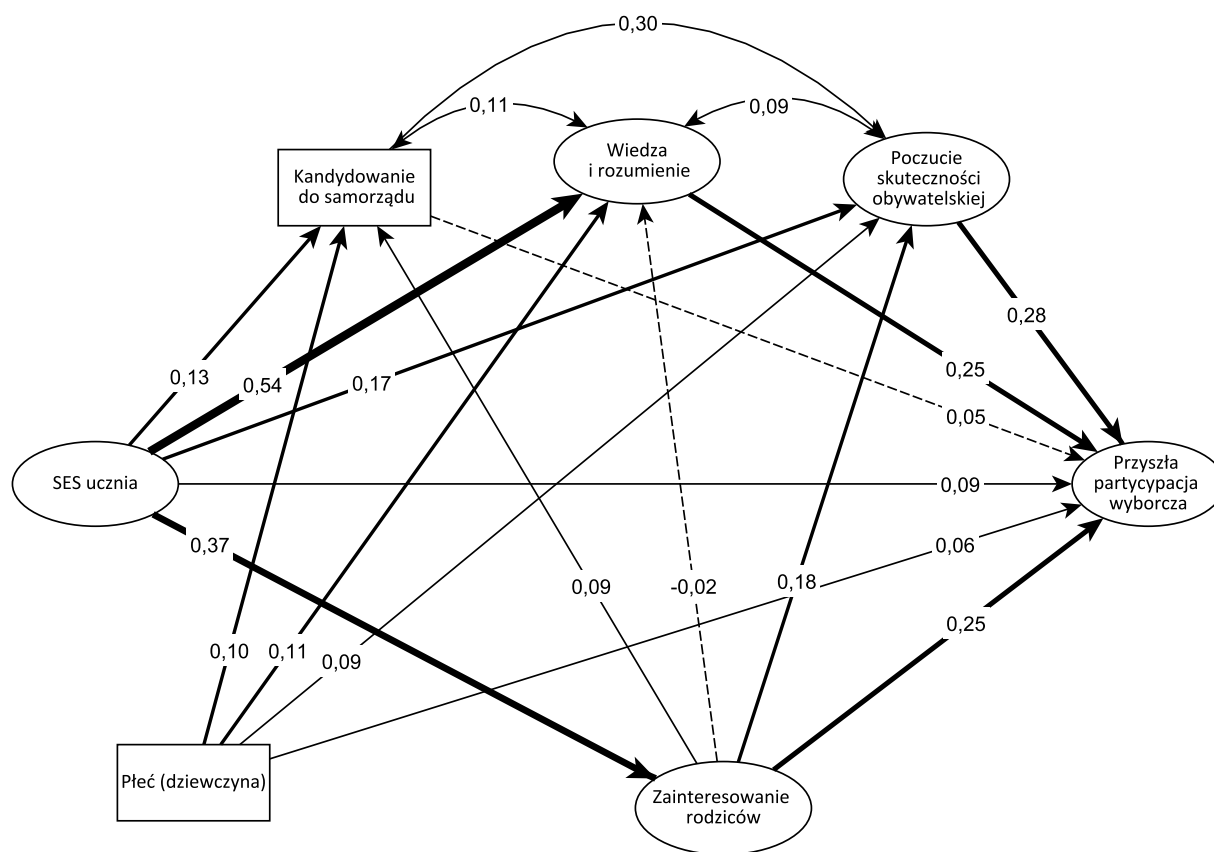 0,30
0,11
0,09
Wiedza
i rozumienie
Poczucie
skuteczności
obywatelskiej
Kandydowanie
do samorządu
0,28
0,13
0,54
0,17
0,25
0,05
SES ucznia
0,09
Przyszła
partycypacja
wyborcza
0,37
0,06
0,09
-0,02
0,18
0,25
0,10
0,11
0,09
Płeć (dziewczyna)
Zainteresowanie
rodziców